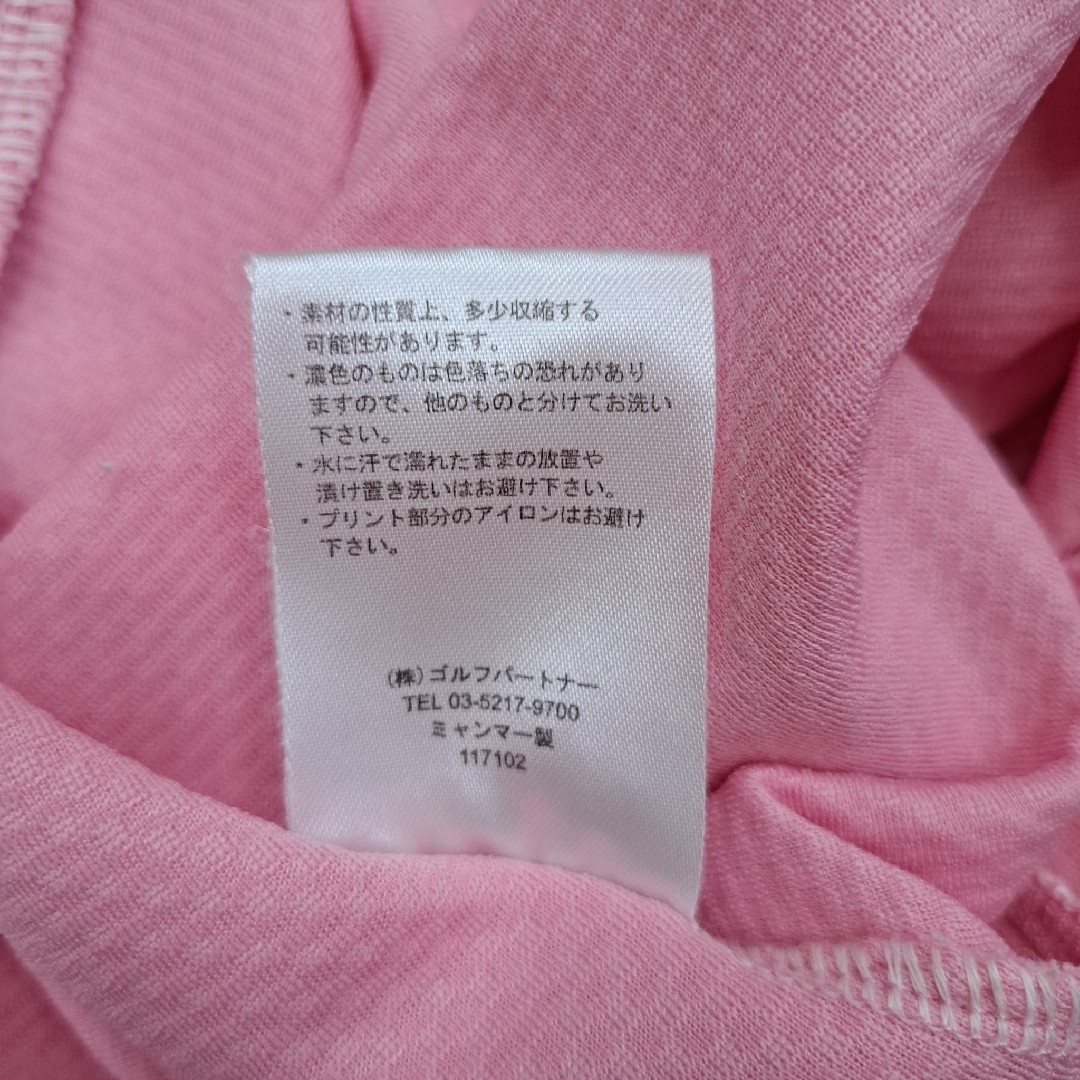 ・素材の性質上、多少収縮する
可能性があります。
・濃色のものは色落ちの恐れがあり
ますので、他のものと分けてお洗い
下さい。
・水に汗で濡れたままの放置や
漬け置き洗いはお避け下さい。
・プリント部分のアイロンはお避け
下さい。
(株)ゴルフパートナー
TEL 03-5217-9700
ミャンマー製
117102